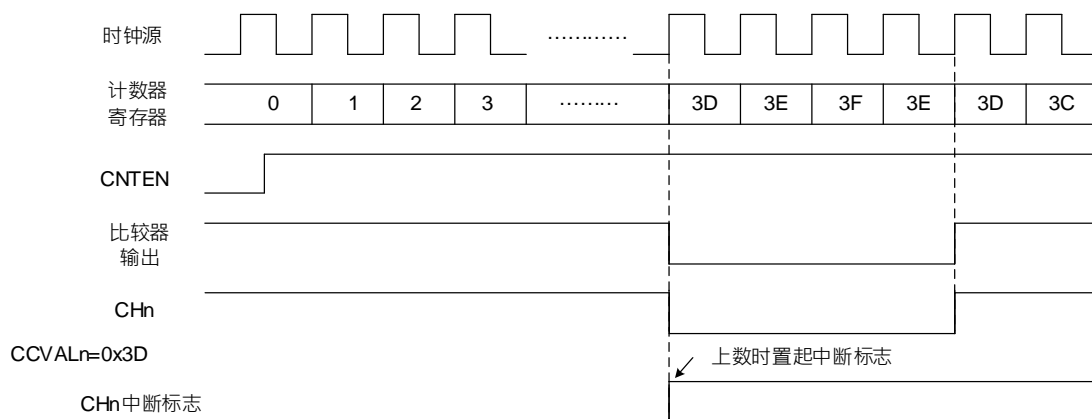 时钟源
…………
计数器
寄存器
0 1 2 3 ……… 3D 3E 3F 3E 3D 3C
CNTEN
比较器
输出
CHn
CCVALn=0x3D
上数时置起中断标志
CHn中断标志